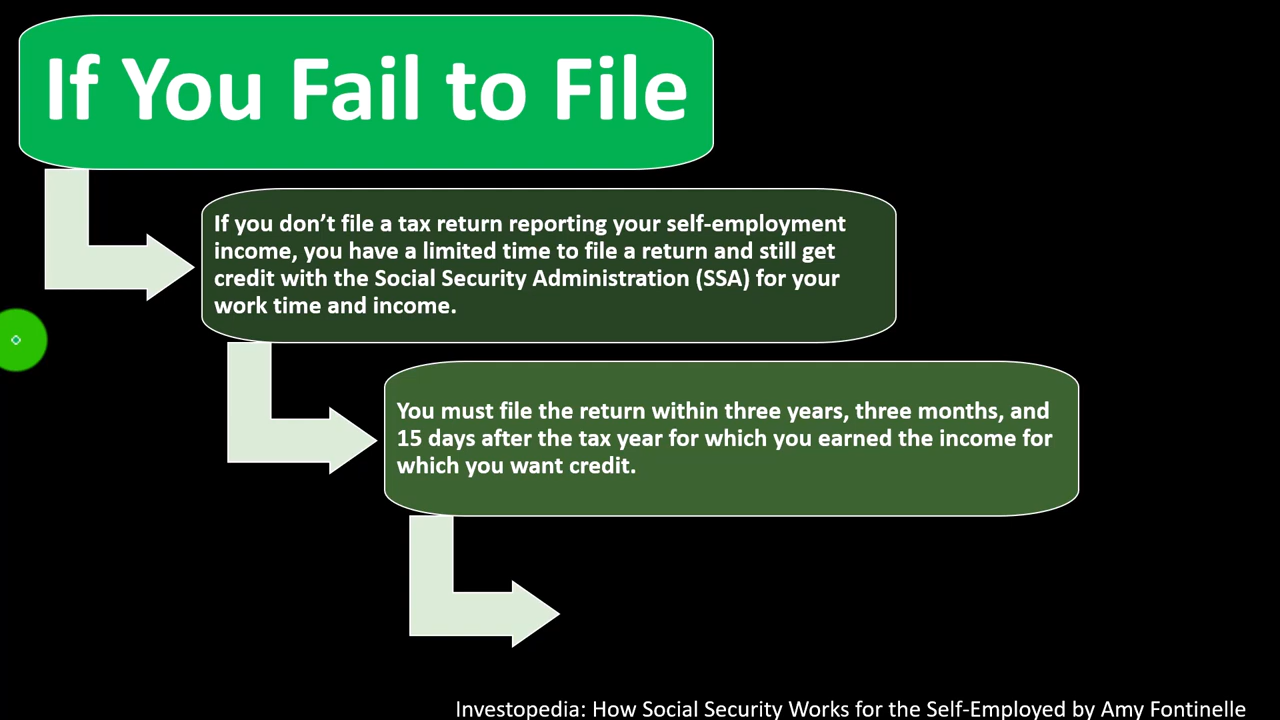 If You Fail to File
If you don’t file a tax return reporting your self-employment
income, you have a limited time to file a return and still get
credit with the Social Security Administration (SSA) for your
work time and income.
You must file the return within three years, three months, and
15 days after the tax year for which you earned the income for
which you want credit.
Investopedia: How Social Security Works for the Self-Employed by Amy Fontinelle